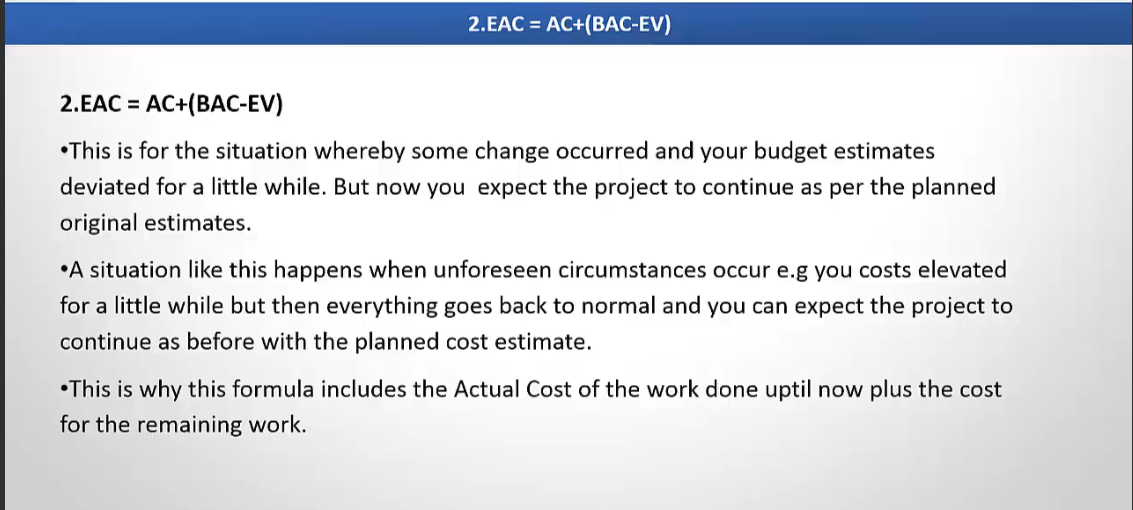 2.EAC = AC+(BAC-EV)
2.EAC = AC+(BAC-EV)
•This is for the situation whereby some change occurred and your budget estimates
deviated for a little while. But now you  expect the project to continue as per the planned
original estimates.
•A situation like this happens when unforeseen circumstances occur e.g you costs elevated
for a little while but then everything goes back to normal and you can expect the project to
continue as before with the planned cost estimate.
•This is why this formula includes the Actual Cost of the work done uptil now plus the cost
for the remaining work.